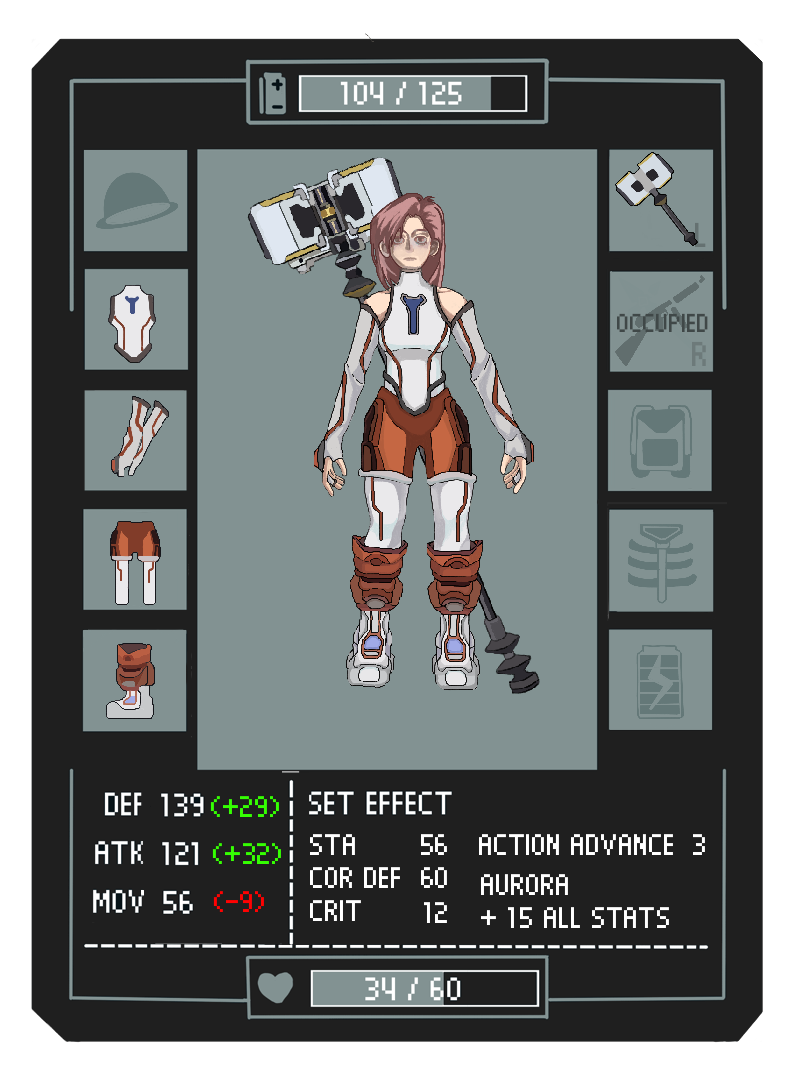 104 / 125
L
OCCUPIED
R
DEF 139 (+29)
ATK 121 (+32)
MOV 56 (-9)
SET EFFECT
STA 56
COR DEF 60
CRIT 12
ACTION ADVANCE 3
AURORA
+ 15 ALL STATS
34 / 60